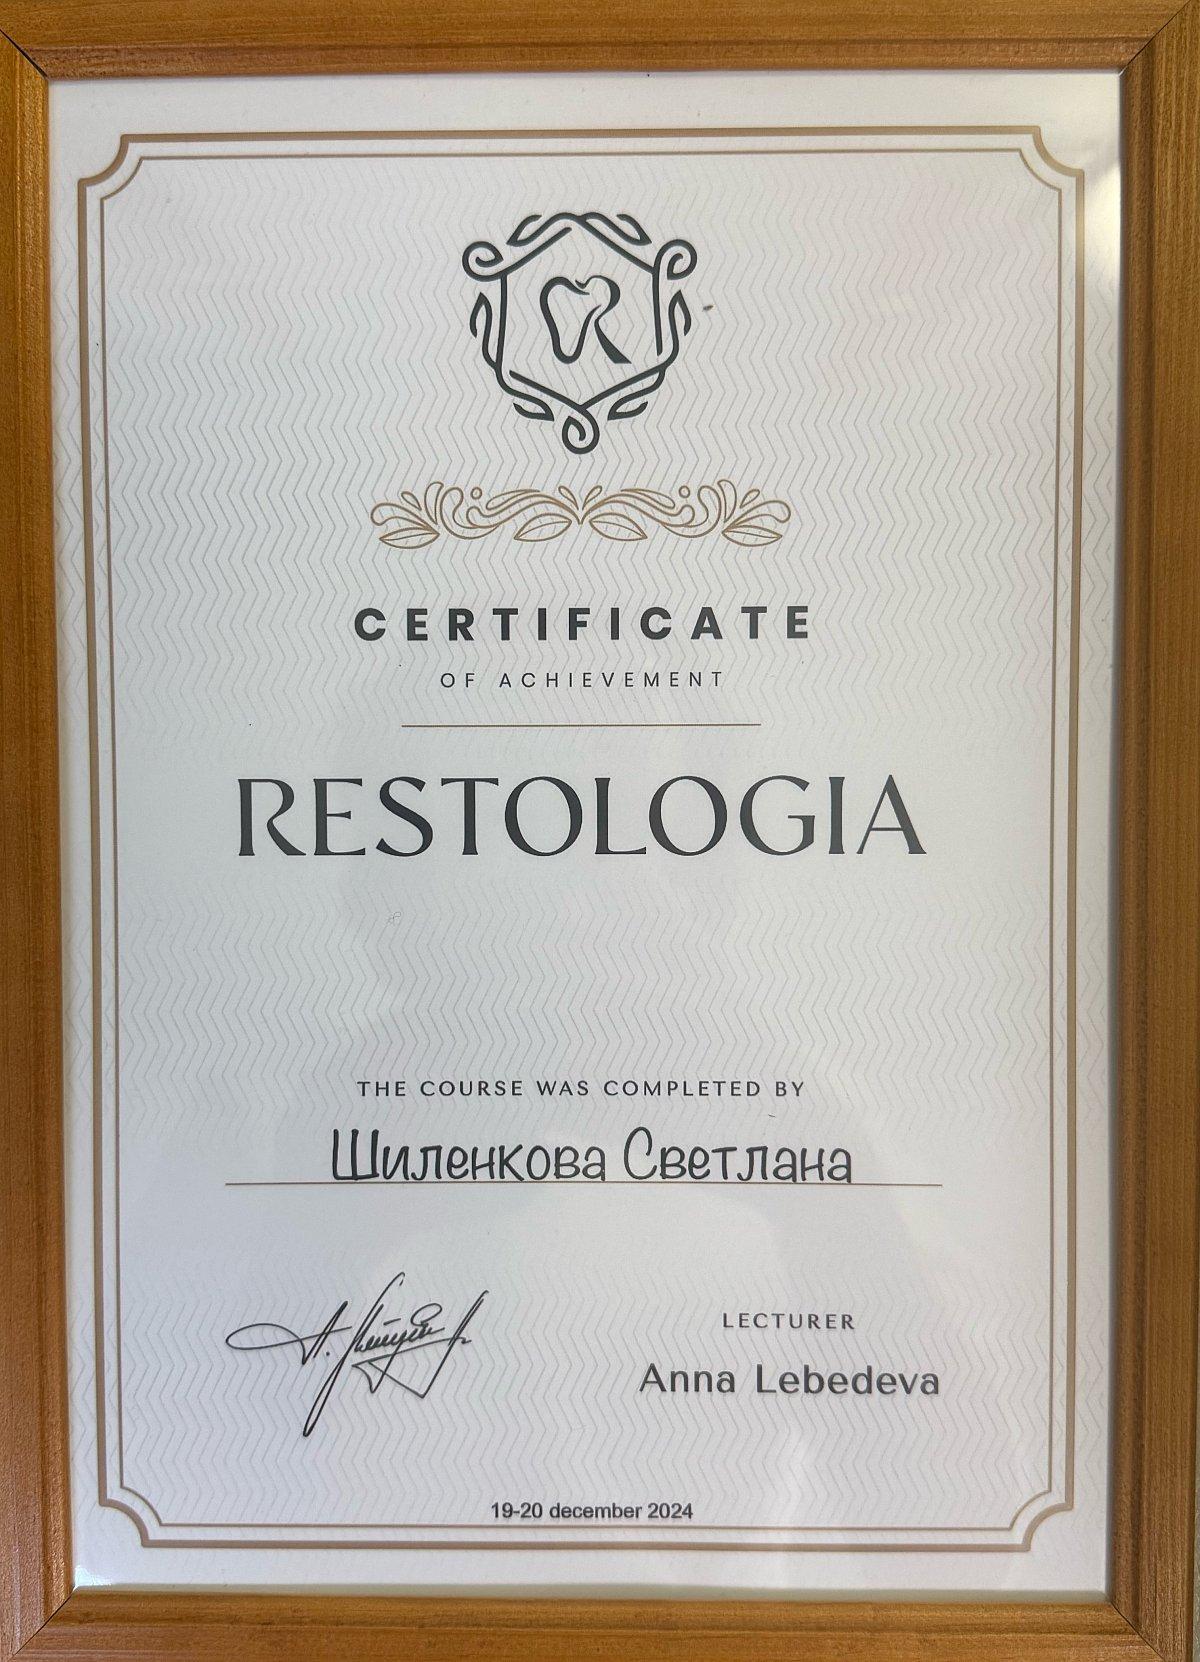 CERTIFICATE
OF ACHIEVEMENT
RESTOLOGIA
THE COURSE WAS COMPLETED BY
Шиленкова Светлана
LECTURER
Anna Lebedeva
19-20 december 2024